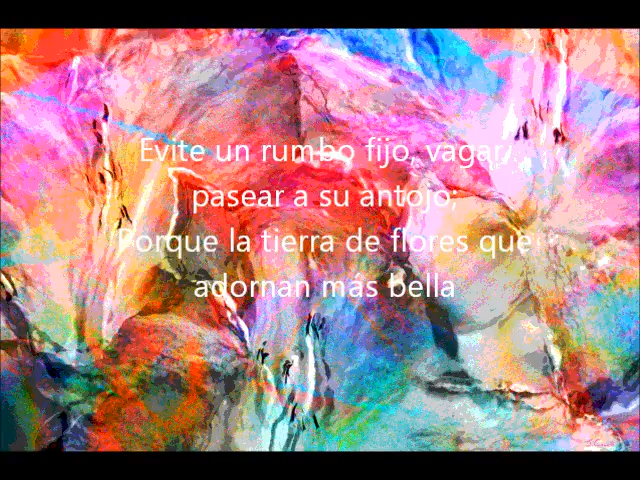 Evite un rumbo fijo, vagar,
pasear a su antojo;
Porque la tierra de flores que
adornan más bella